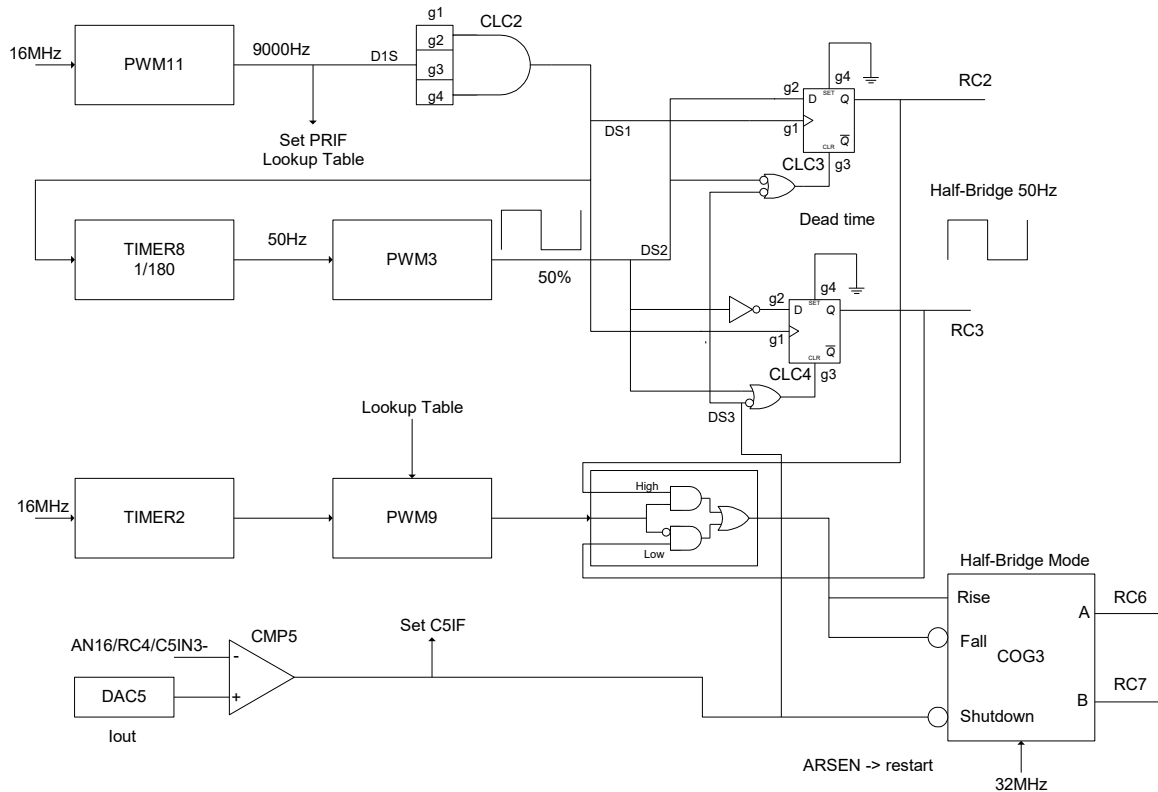 g1
CLC2
g2
g3
g4
16MHz
PWM11
9000Hz
D1S
Set PRIF
Lookup Table
DS1
g2
g1
D
SET
Q
CLR
Q
g4
g3
CLC3
RC2
TIMER8
1/180
50Hz
PWM3
50%
DS2
Dead time
Half-Bridge 50Hz
g4
g2
g1
D
SET
Q
CLR
Q
g3
CLC4
RC3
DS3
Lookup Table
16MHz
TIMER2
PWM9
High
Low
Half-Bridge Mode
Rise
Fall
COG3
Shutdown
A
B
RC6
RC7
Set C5IF
AN16/RC4/C5IN3-
CMP5
-
+
DAC5
Iout
ARSEN -> restart
32MHz